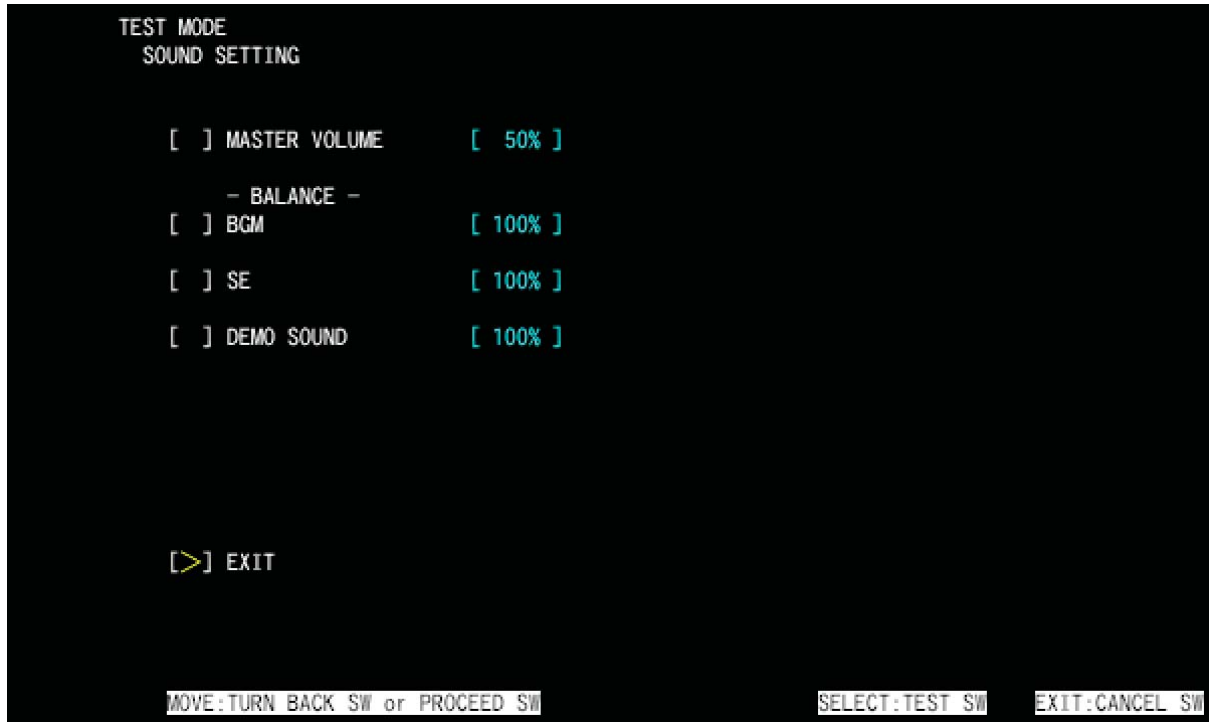 TEST MODE
SOUND SETTING
[ ] MASTER VOLUME [ 50% ]
- BALANCE -
[ ] BGM [ 100% ]
[ ] SE [ 100% ]
[ ] DEMO SOUND [ 100% ]
[>] EXIT
MOVE:TURN BACK SW or PROCEED SW SELECT:TEST SW EXIT:CANCEL SW